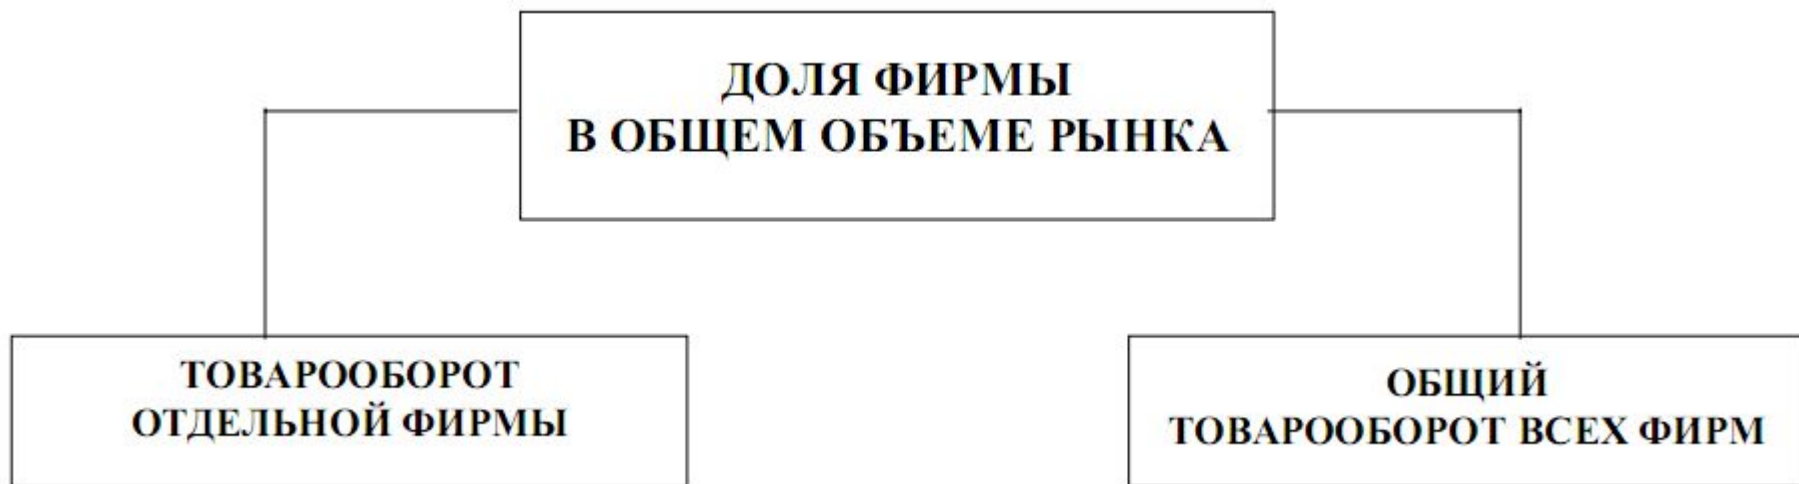 ДОЛЯ ФИРМЫ
В ОБЩЕМ ОБЪЕМЕ РЫНКА
ТОВАРООБОРОТ
ОТДЕЛЬНОЙ ФИРМЫ
ОБЩИЙ
ТОВАРООБОРОТ ВСЕХ ФИРМ